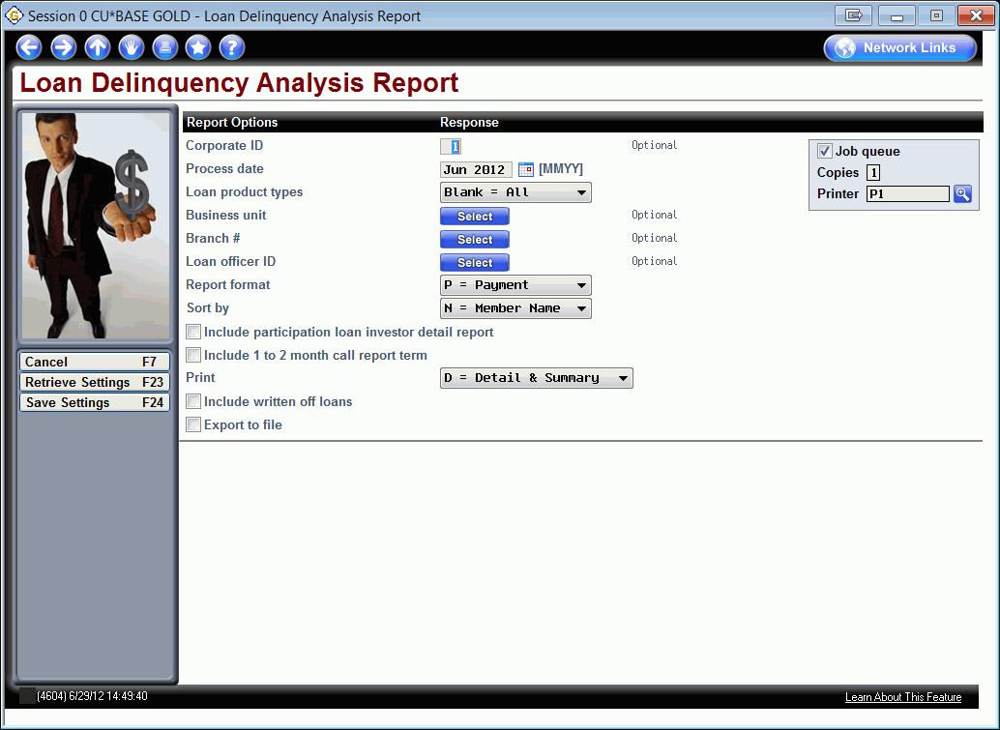 Session 0 CU*BASE GOLD - Loan Delinquency Analysis Report
Network Links
Loan Delinquency Analysis Report
Report Options Response
Corporate ID 1 Optional
Process date Jun 2012 [MMYY]
Loan product types Blank = All
Business unit Select Optional
Branch # Select Optional
Loan officer ID Select Optional
Report format P = Payment
Sort by N = Member Name
Include participation loan investor detail report
Include 1 to 2 month call report term
Print D = Detail & Summary
Include written off loans
Export to file
Job queue
Copies 1
Printer P1
$
Cancel F7
Retrieve Settings F23
Save Settings F24
(4604) 6/29/12 14:49:40
Learn About This Feature